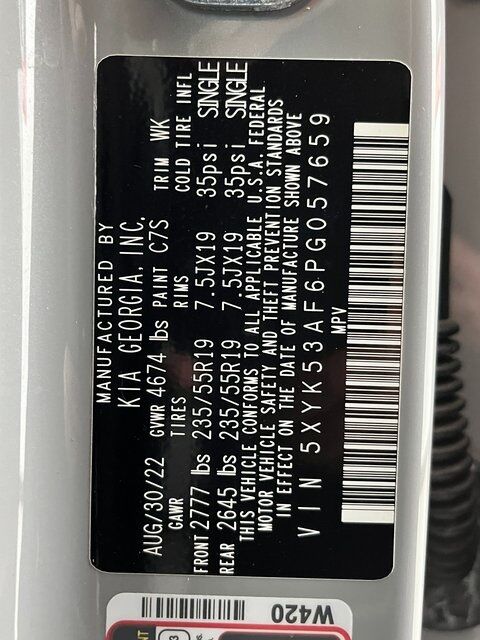 MANUFACTURED BY
KIA GEORGIA, INC.
AUG/30/22 GVWR 4674 lbs PAINT C7S TRIM WK
GAWR TIRES RIMS COLD TIRE INFL
FRONT 2777 lbs 235/55R19 7.5JX19 35psi SINGLE
REAR 2645 lbs 235/55R19 7.5JX19 35psi SINGLE
THIS VEHICLE CONFORMS TO ALL APPLICABLE U.S.A. FEDERAL
MOTOR VEHICLE SAFETY AND THEFT PREVENTION STANDARDS
IN EFFECT ON THE DATE OF MANUFACTURE SHOWN ABOVE
VIN 5XYK53AF6PG057659
MPV
W420